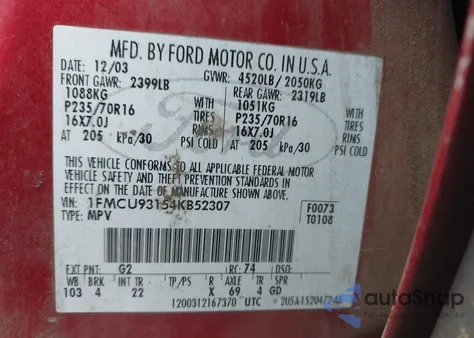 MFD. BY FORD MOTOR CO. IN U.S.A.
DATE: 12/03 GVWR: 4520LB/ 2050KG
FRONT GAWR: 2399LB REAR GAWR: 2319LB
1088KG WITH 1051KG WITH
P235/70R16 TIRES P235/70R16 TIRES
16X7.0J RIMS 16X7.0J RIMS
AT 205 kPa/30 PSI COLD AT 205 kPa/30 PSI COLD
THIS VEHICLE CONFORMS TO ALL APPLICABLE FEDERAL MOTOR
VEHICLE SAFETY AND THEFT PREVENTION STANDARDS IN
EFFECT ON THE DATE OF MANUFACTURE SHOWN ABOVE.
VIN: 1FMCU93154KB52307 F0073
TYPE: MPV T0108
Ford
EXT PNT: G2 RC: 74 DSO:
WB BRK INT TR TP/PS R AXLE TR SPR
103 4 22 X 69 4 GD
1200312167370 UTC
autoSnap
AutoSnap.pro